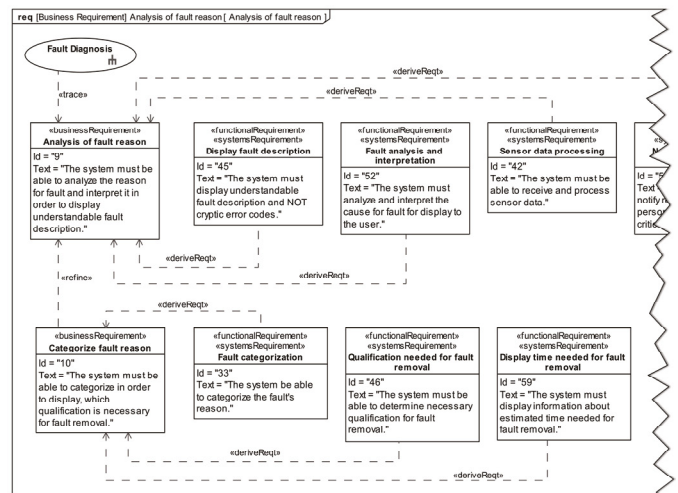 req [Business Requirement] Analysis of fault reason [ Analysis of fault reason ]
Fault Diagnosis
«deriveReqt»
«trace»
«deriveReqt»
«businessRequirement»
Analysis of fault reason
Id = "9"
Text = "The system must be
able to analyze the reason
for fault and interpret it in
order to display
understandable fault
description."
«functionalRequirement»
«systemsRequirement»
Display fault description
Id = "45"
Text = "The system must
display understandable
fault description and NOT
cryptic error codes."
«functionalRequirement»
«systemsRequirement»
Fault analysis and
interpretation
Id = "52"
Text = "The system must
analyze and interpret the
cause for fault for display to
the user."
«functionalRequirement»
«systemsRequirement»
Sensor data processing
Id = "42"
Text = "The system must be
able to receive and process
sensor data."
Id =
Text
«deriveReqt»
«refine»
«deriveReqt»
«deriveReqt»
«businessRequirement»
Categorize fault reason
Id = "10"
Text = "The system must be
able to categorize in order
to display, which
qualification is necessary
for fault removal."
«functionalRequirement»
«systemsRequirement»
Fault categorization
Id = "33"
Text = "The system be able
to categorize the fault's
reason."
«functionalRequirement»
«systemsRequirement»
Qualification needed for fault
removal
Id = "46"
Text = "The system must be
able to determine necessary
qualification for fault
removal."
«functionalRequirement»
«systemsRequirement»
Display time needed for fault
removal
Id = "59"
Text = "The system must
display information about
estimated time needed for
fault removal."
«deriveReqt»
«deriveReqt»